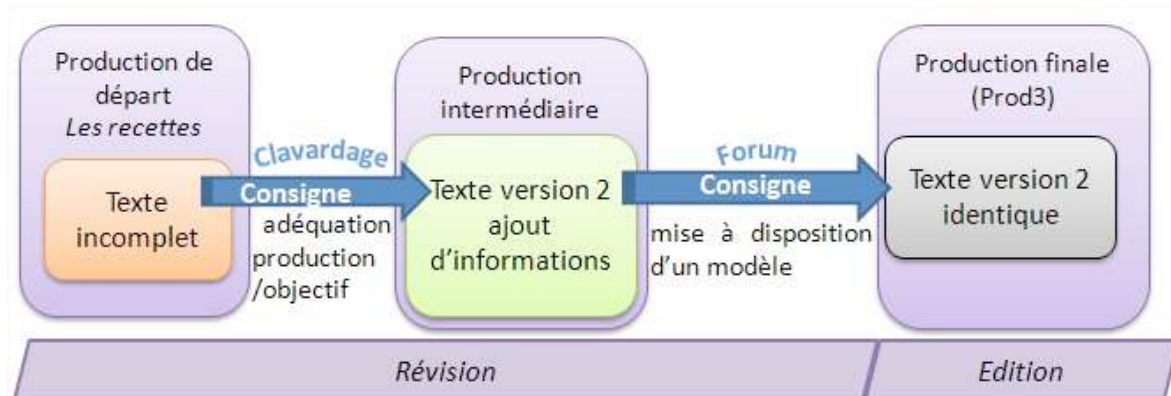 Production de
départ
Les recettes
Texte
incomplet
Clavardage
Consigne
adéquation
production
/objectif
Production
intermédiaire
Texte version 2
ajout
d'informations
Forum
Consigne
mise à disposition
d'un modèle
Production finale
(Prod3)
Texte version 2
identique
Révision
Edition